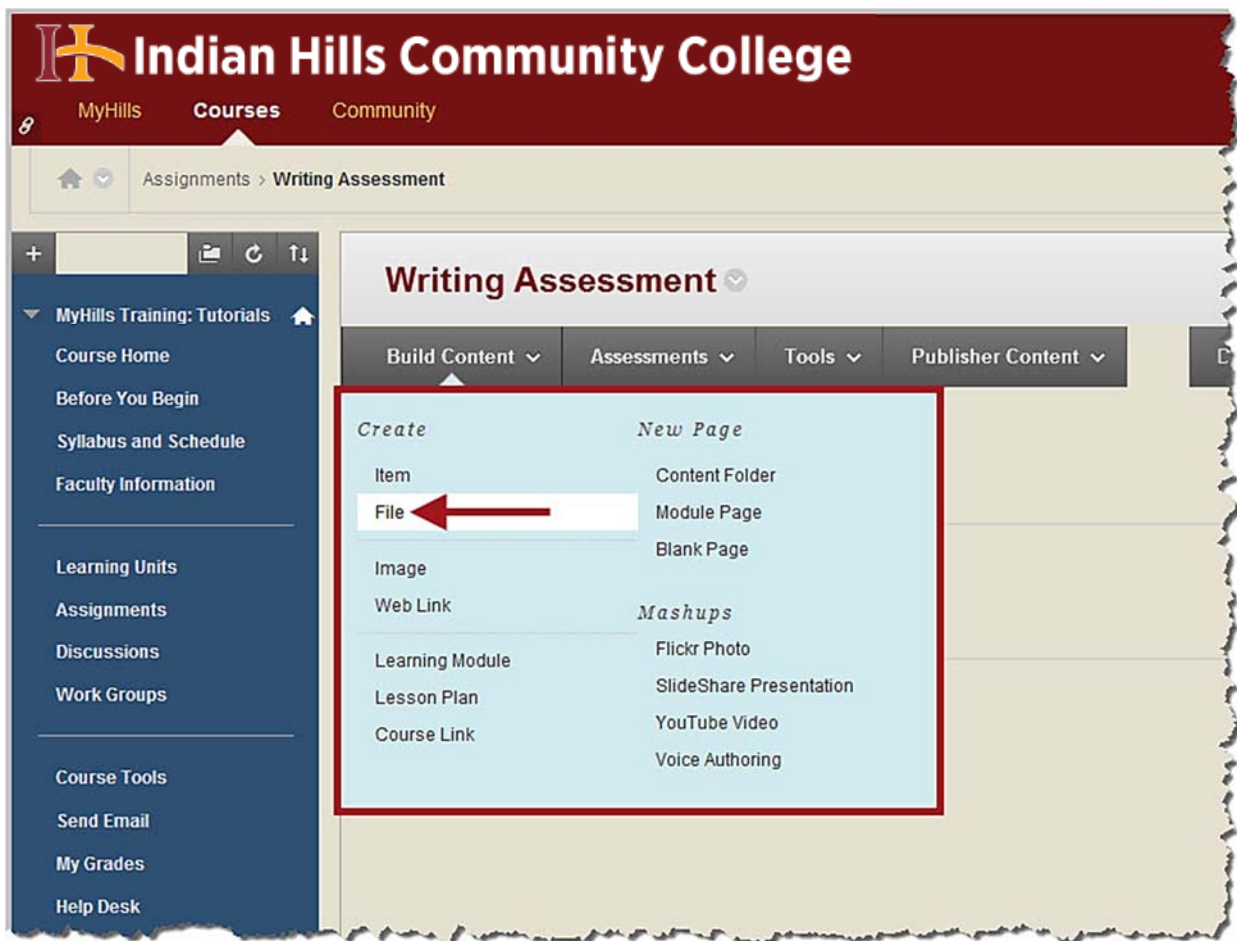 Indian Hills Community College
MyHills Courses Community
Assignments > Writing Assessment
MyHills Training: Tutorials
Course Home
Before You Begin
Syllabus and Schedule
Faculty Information
Learning Units
Assignments
Discussions
Work Groups
Course Tools
Send Email
My Grades
Help Desk
Writing Assessment
Build Content Assessments Tools Publisher Content
Create
Item
File
Image
Web Link
Learning Module
Lesson Plan
Course Link
New Page
Content Folder
Module Page
Blank Page
Mashups
Flickr Photo
SlideShare Presentation
YouTube Video
Voice Authoring